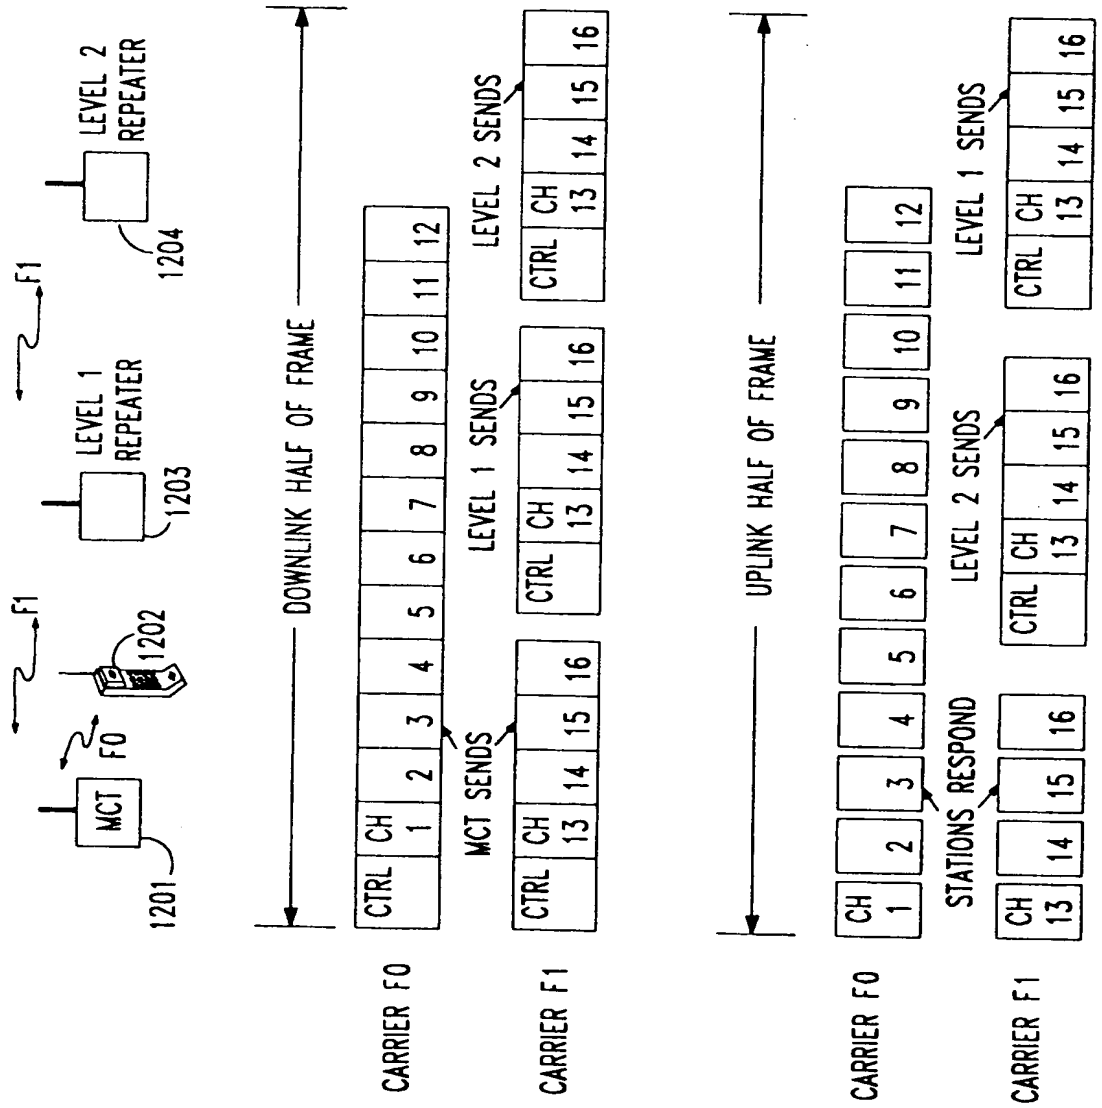 MCT
1201
F0
1202
F1
LEVEL 1
REPEATER
1203
F1
LEVEL 2
REPEATER
1204
DOWNLINK HALF OF FRAME
CARRIER F0
CTRL CH 1 2 3 4 5 6 7 8 9 10 11 12
MCT SENDS LEVEL 1 SENDS LEVEL 2 SENDS
CARRIER F1
CTRL CH 13 14 15 16 CTRL CH 13 14 15 16 CTRL CH 13 14 15 16
UPLINK HALF OF FRAME
CARRIER F0
CH 1 2 3 4 5 6 7 8 9 10 11 12
STATIONS RESPOND LEVEL 2 SENDS LEVEL 1 SENDS
CARRIER F1
CH 13 14 15 16 CTRL CH 13 14 15 16 CTRL CH 13 14 15 16